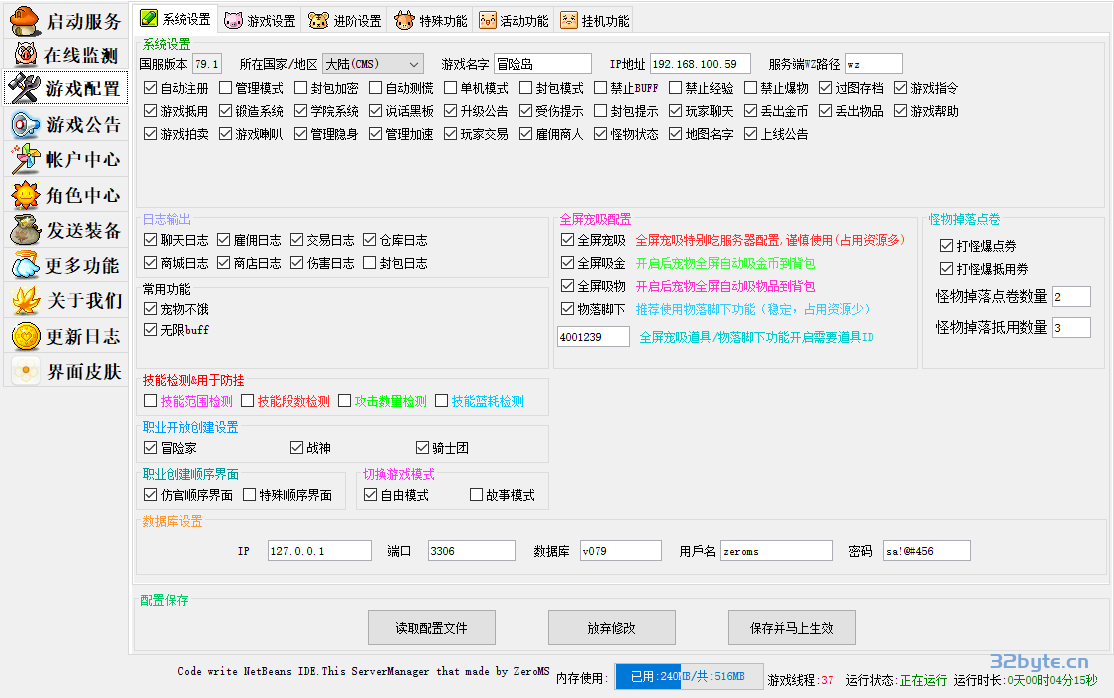 启动服务
在线监测
游戏配置
游戏公告
帐户中心
角色中心
发送装备
更多功能
关于我们
更新日志
界面皮肤
系统设置 游戏设置 进阶设置 特殊功能 活动功能 挂机功能
系统设置
国服版本 79.1 所在国家/地区 大陆(CMS) 游戏名字 冒险岛 IP地址 192.168.100.59 服务端WZ路径 wz
自动注册 管理模式 封包加密 自动测慌 单机模式 封包模式 禁止BUFF 禁止经验 禁止爆物 过图存档 游戏指令
游戏抵用 锻造系统 学院系统 说话黑板 升级公告 受伤提示 封包提示 玩家聊天 丢出金币 丢出物品 游戏帮助
游戏拍卖 游戏喇叭 管理隐身 管理加速 玩家交易 雇佣商人 怪物状态 地图名字 上线公告
日志输出
聊天日志 雇佣日志 交易日志 仓库日志
商城日志 商店日志 伤害日志 封包日志
常用功能
宠物不饿
无限buff
全屏宠吸配置
全屏宠吸 全屏宠吸特别吃服务器配置,谨慎使用(占用资源多)
全屏吸金 开启后宠物全屏自动吸金币到背包
全屏吸物 开启后宠物全屏自动吸物品到背包
物落脚下 推荐使用物落脚下功能（稳定，占用资源少）
4001239 全屏宠吸道具/物落脚下功能开启需要道具ID
怪物掉落点卷
打怪爆点券
打怪爆抵用券
怪物掉落点卷数量 2
怪物掉落抵用数量 3
技能检测&用于防挂
技能范围检测 技能段数检测 攻击数量检测 技能蓝耗检测
职业开放创建设置
冒险家 战神 骑士团
职业创建顺序界面
仿官顺序界面 特殊顺序界面
切换游戏模式
自由模式 故事模式
数据库设置
IP 127.0.0.1 端口 3306 数据库 v079 用戶名 zeroms 密码 sa!@#456
配置保存
读取配置文件 放弃修改 保存并马上生效
Code write NetBeans IDE.This ServerManager that made by ZeroMS 内存使用: 已用:240MB/共:516MB 游戏线程:37 运行状态:正在运行 运行时长:0天00时04分15秒
32byte.cn